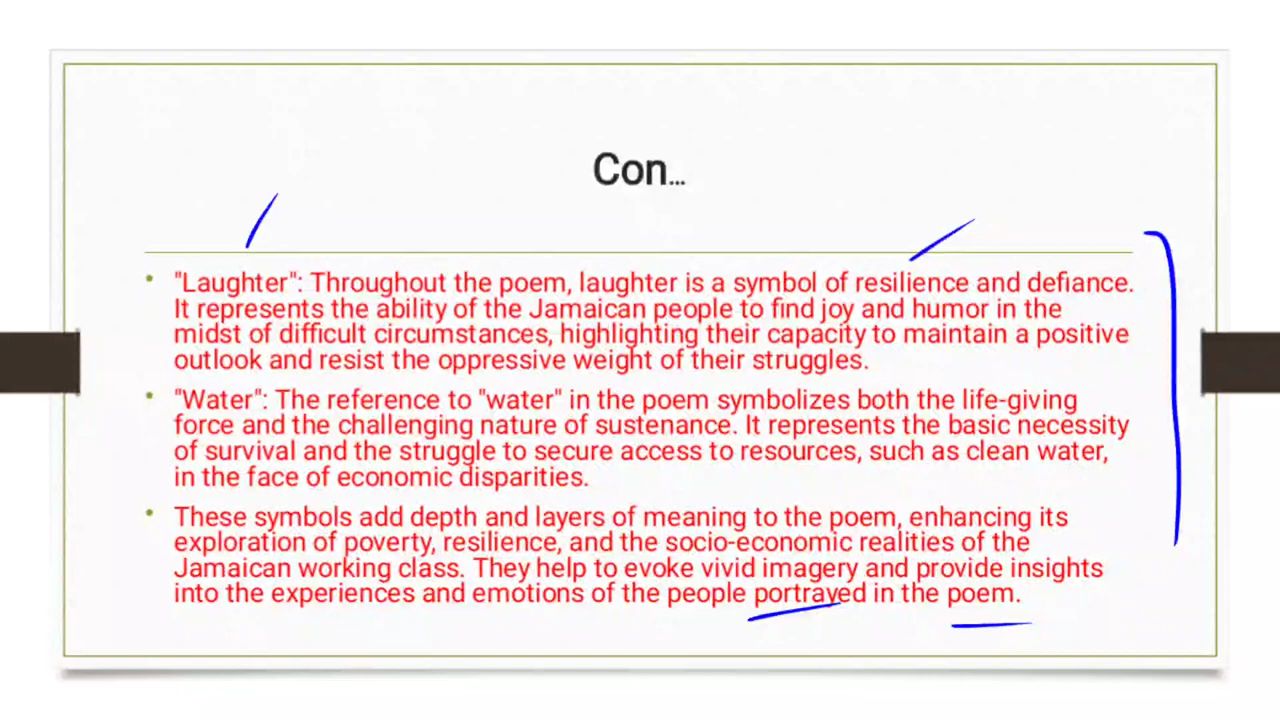 Con...
• "Laughter": Throughout the poem, laughter is a symbol of resilience and defiance.
It represents the ability of the Jamaican people to find joy and humor in the
midst of difficult circumstances, highlighting their capacity to maintain a positive
outlook and resist the oppressive weight of their struggles.
• "Water": The reference to "water" in the poem symbolizes both the life-giving
force and the challenging nature of sustenance. It represents the basic necessity
of survival and the struggle to secure access to resources, such as clean water,
in the face of economic disparities.
• These symbols add depth and layers of meaning to the poem, enhancing its
exploration of poverty, resilience, and the socio-economic realities of the
Jamaican working class. They help to evoke vivid imagery and provide insights
into the experiences and emotions of the people portrayed in the poem.